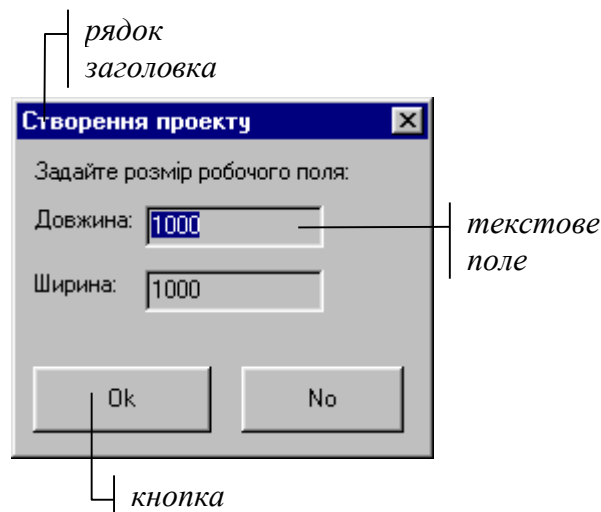 рядок
заголовка
Створення проекту
Задайте розмір робочого поля:
Довжина: 1000
текстове
поле
Ширина: 1000
Ok No
кнопка